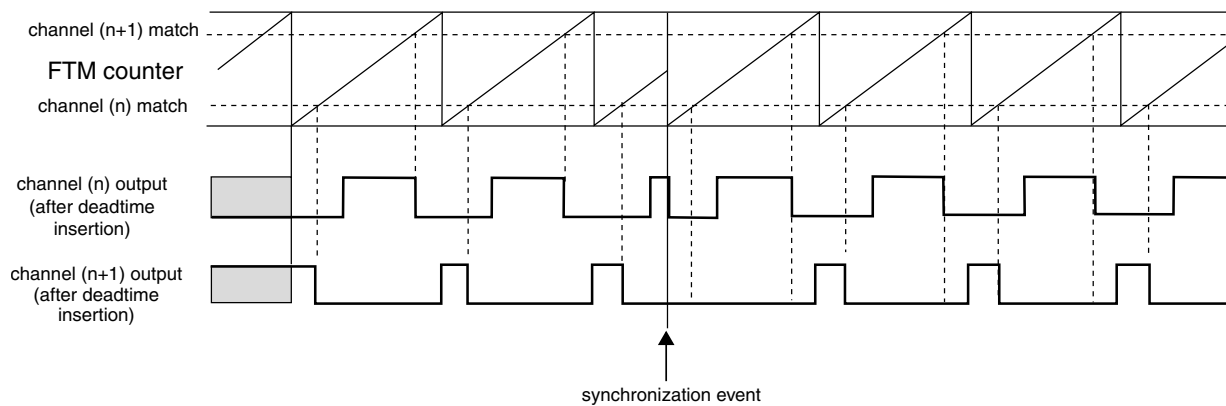 channel (n+1) match
FTM counter
channel (n) match
channel (n) output
(after deadtime
insertion)
channel (n+1) output
(after deadtime
insertion)
synchronization event